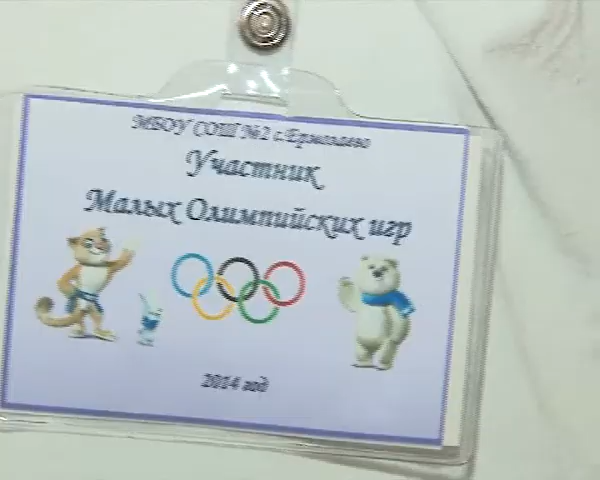 МБОУ СОШ №2 с.Ермолаево
Участник
Малых Олимпийских игр
2014 год